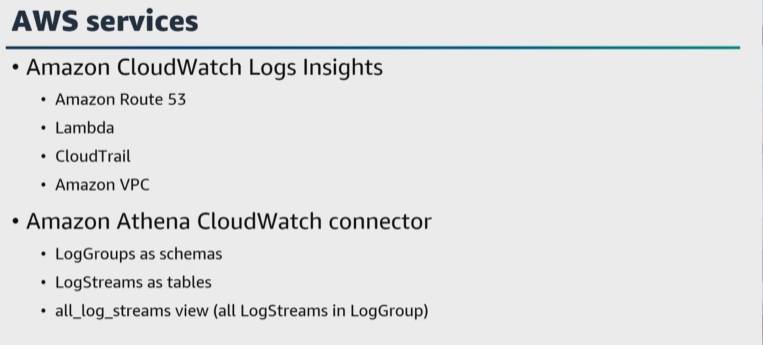 AWS services
• Amazon CloudWatch Logs Insights
• Amazon Route 53
• Lambda
• CloudTrail
• Amazon VPC
• Amazon Athena CloudWatch connector
• LogGroups as schemas
• LogStreams as tables
• all_log_streams view (all LogStreams in LogGroup)